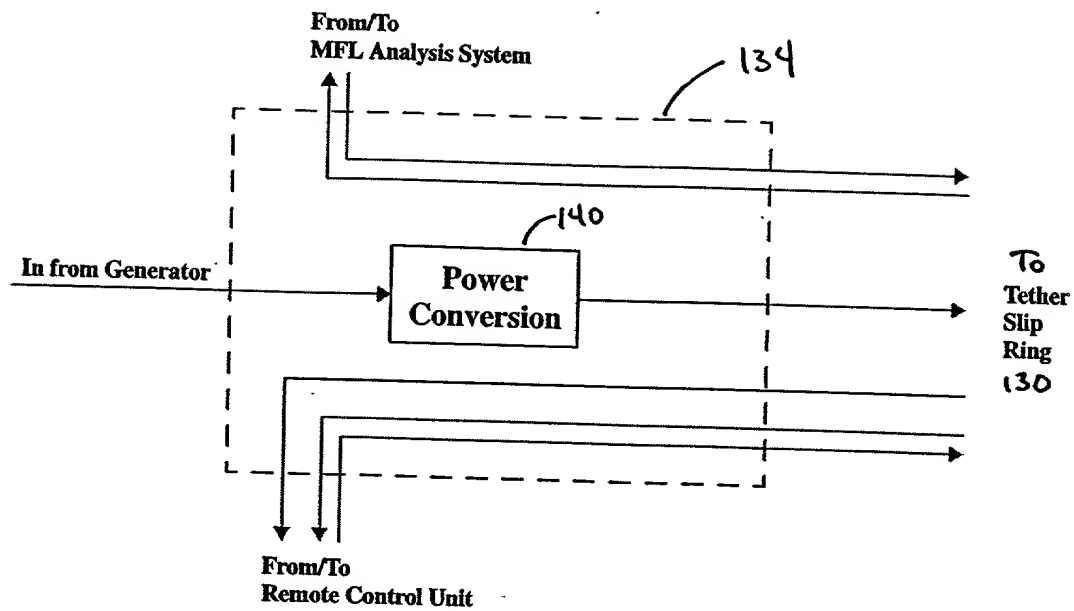 From/To
MFL Analysis System
134
140
In from Generator
Power
Conversion
To
Tether
Slip
Ring
130
From/To
Remote Control Unit